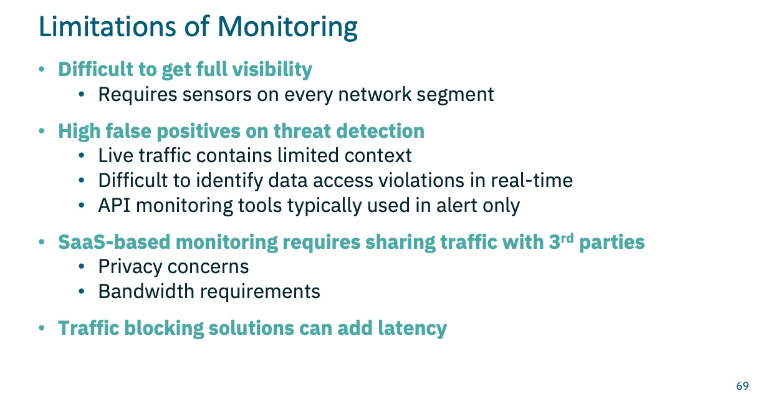 Limitations of Monitoring
• Difficult to get full visibility
• Requires sensors on every network segment
• High false positives on threat detection
• Live traffic contains limited context
• Difficult to identify data access violations in real-time
• API monitoring tools typically used in alert only
• SaaS-based monitoring requires sharing traffic with 3rd parties
• Privacy concerns
• Bandwidth requirements
• Traffic blocking solutions can add latency
69